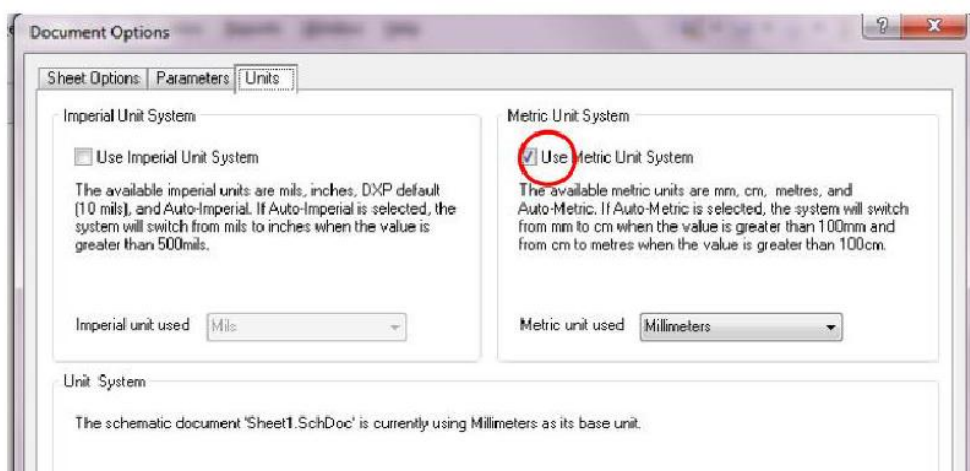 Document Options
Sheet Options Parameters Units
Imperial Unit System
Use Imperial Unit System
The available imperial units are mils, inches, DXP default
(10 mils), and Auto-Imperial. If Auto-Imperial is selected, the
system will switch from mils to inches when the value is
greater than 500mils.
Imperial unit used Mils
Metric Unit System
Use Metric Unit System
The available metric units are mm, cm, metres, and
Auto-Metric. If Auto-Metric is selected, the system will switch
from mm to cm when the value is greater than 100mm and
from cm to metres when the value is greater than 100cm.
Metric unit used Millimeters
Unit System
The schematic document 'Sheet1.SchDoc' is currently using Millimeters as its base unit.